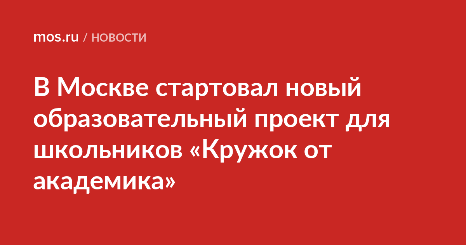 mos.ru / НОВОСТИ
В Москве стартовал новый
образовательный проект для
школьников «Кружок от
академика»